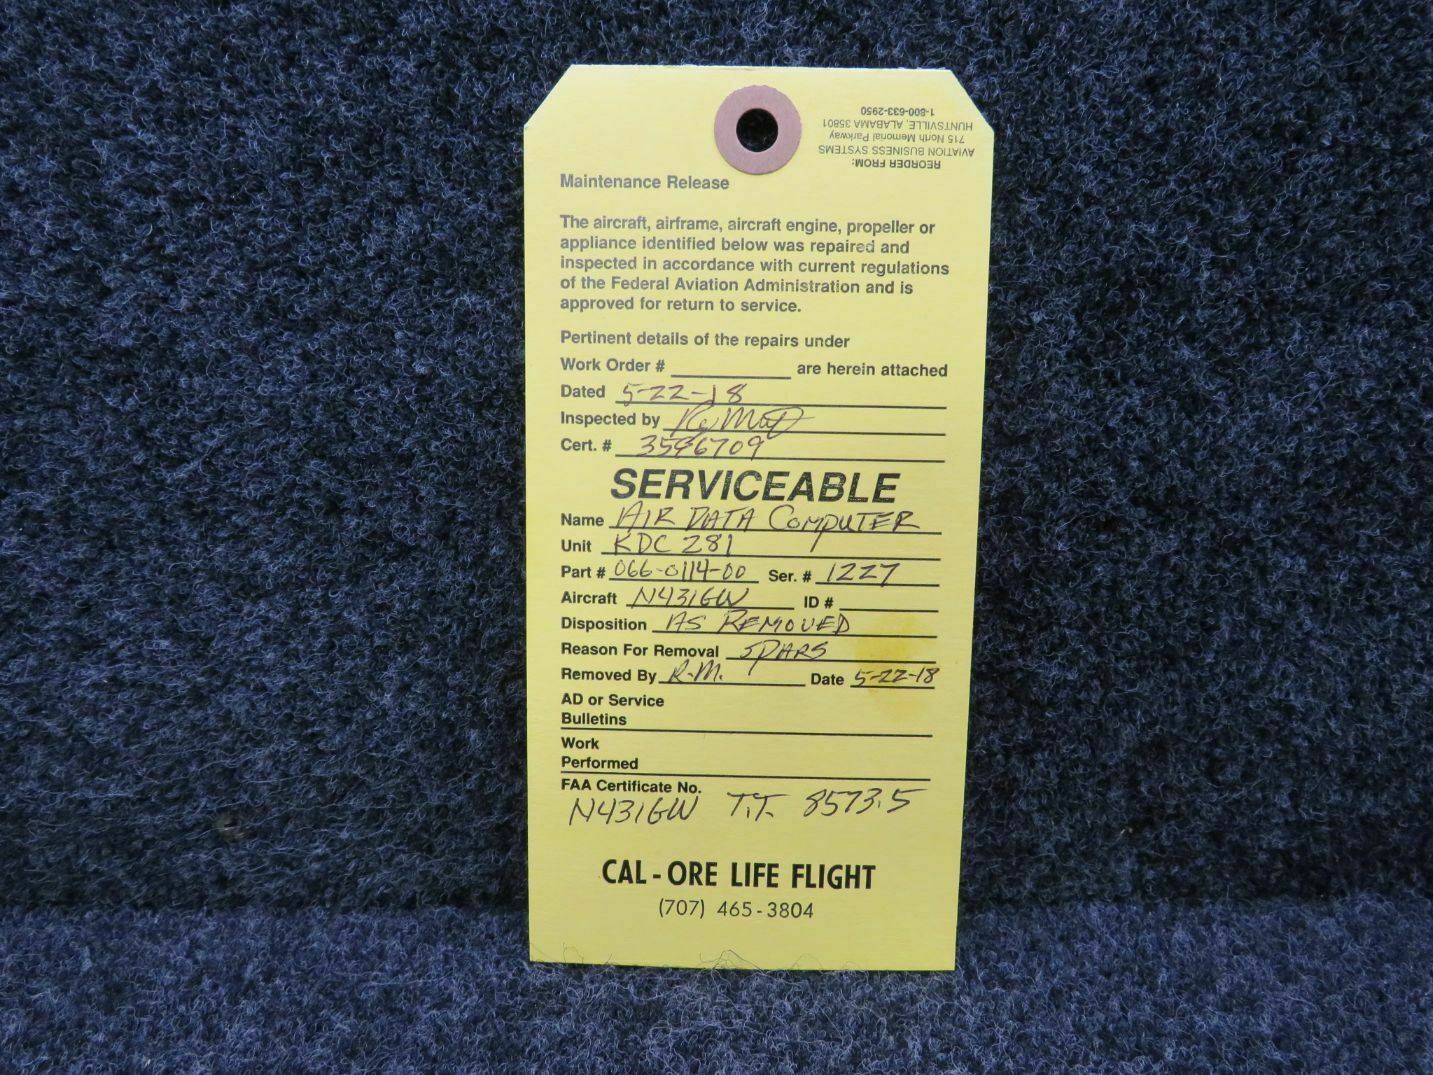 REORDER FROM:
AVIATION BUSINESS SYSTEMS
715 North Memorial Parkway
HUNTSVILLE, ALABAMA 35801
1-800-633-2950
Maintenance Release
The aircraft, airframe, aircraft engine, propeller or
appliance identified below was repaired and
inspected in accordance with current regulations
of the Federal Aviation Administration and is
approved for return to service.
Pertinent details of the repairs under
Work Order # are herein attached
Dated 5-22-18
Inspected by
Cert. # 3596709
SERVICEABLE
Name AIR DATA COMPUTER
Unit KDC 281
Part # 066-0114-00 Ser. # 1227
Aircraft N431GW ID #
Disposition AS REMOVED
Reason For Removal SPARS
Removed By R.M. Date 5-22-18
AD or Service
Bulletins
Work
Performed
FAA Certificate No.
N431GW T.T. 8573.5
CAL-ORE LIFE FLIGHT
(707) 465-3804